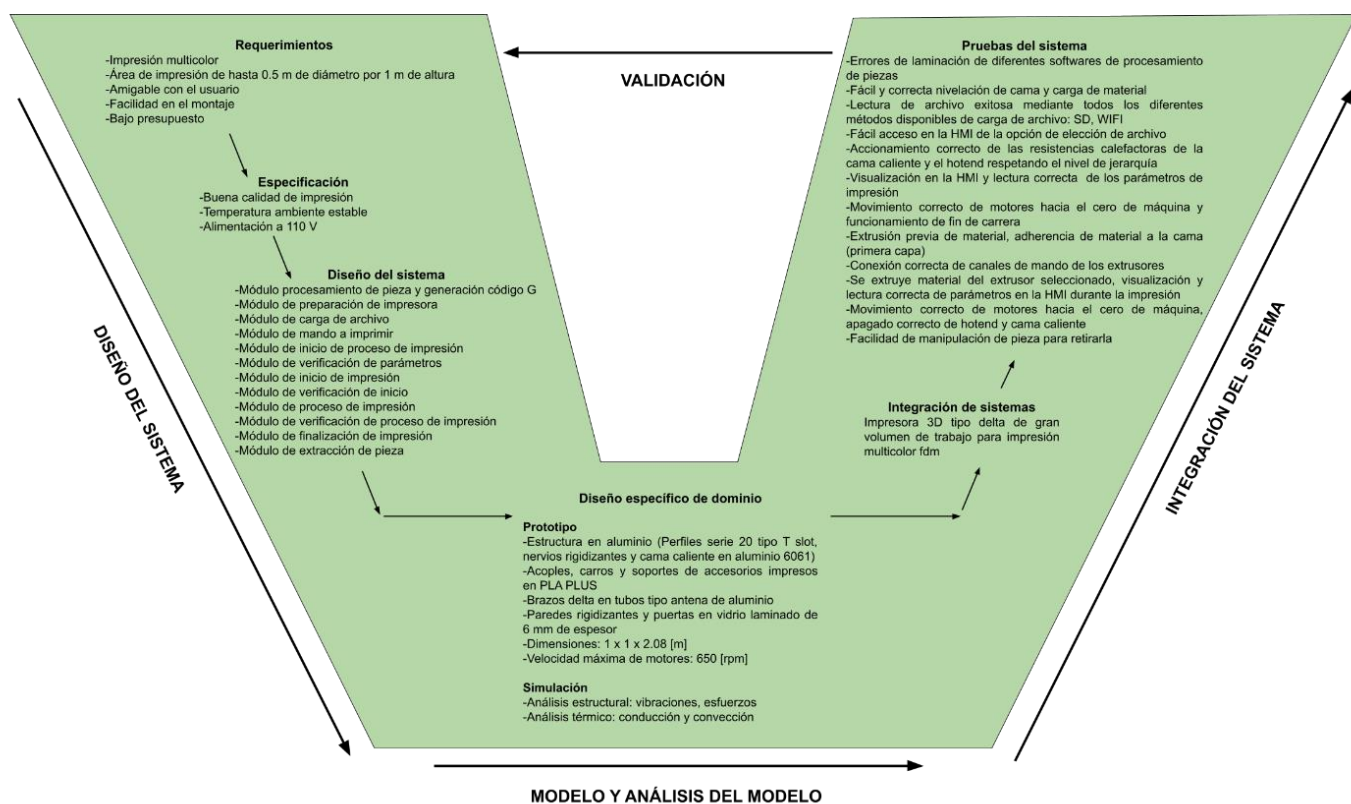 Requerimientos
-Impresión multicolor
-Área de impresión de hasta 0.5 m de diámetro por 1 m de altura
-Amigable con el usuario
-Facilidad en el montaje
-Bajo presupuesto
Especificación
-Buena calidad de impresión
-Temperatura ambiente estable
-Alimentación a 110 V
Diseño del sistema
-Módulo procesamiento de pieza y generación código G
-Módulo de preparación de impresora
-Módulo de carga de archivo
-Módulo de mando a imprimir
-Módulo de inicio de proceso de impresión
-Módulo de verificación de parámetros
-Módulo de inicio de impresión
-Módulo de verificación de inicio
-Módulo de proceso de impresión
-Módulo de verificación de proceso de impresión
-Módulo de finalización de impresión
-Módulo de extracción de pieza
DISEÑO DEL SISTEMA
VALIDACIÓN
Diseño específico de dominio
Prototipo
-Estructura en aluminio (Perfiles serie 20 tipo T slot,
nervios rigidizantes y cama caliente en aluminio 6061)
-Acoples, carros y soportes de accesorios impresos
en PLA PLUS
-Brazos delta en tubos tipo antena de aluminio
-Paredes rigidizantes y puertas en vidrio laminado de
6 mm de espesor
-Dimensiones: 1 x 1 x 2.08 [m]
-Velocidad máxima de motores: 650 [rpm]
Simulación
-Análisis estructural: vibraciones, esfuerzos
-Análisis térmico: conducción y convección
MODELO Y ANÁLISIS DEL MODELO
Integración de sistemas
Impresora 3D tipo delta de gran
volumen de trabajo para impresión
multicolor fdm
Pruebas del sistema
-Errores de laminación de diferentes softwares de procesamiento
de piezas
-Fácil y correcta nivelación de cama y carga de material
-Lectura de archivo exitosa mediante todos los diferentes
métodos disponibles de carga de archivo: SD, WIFI
-Fácil acceso en la HMI de la opción de elección de archivo
-Accionamiento correcto de las resistencias calefactoras de la
cama caliente y el hotend respetando el nivel de jerarquía
-Visualización en la HMI y lectura correcta de los parámetros de
impresión
-Movimiento correcto de motores hacia el cero de máquina y
funcionamiento de fin de carrera
-Extrusión previa de material, adherencia de material a la cama
(primera capa)
-Conexión correcta de canales de mando de los extrusores
-Se extruye material del extrusor seleccionado, visualización y
lectura correcta de parámetros en la HMI durante la impresión
-Movimiento correcto de motores hacia el cero de máquina,
apagado correcto de hotend y cama caliente
-Facilidad de manipulación de pieza para retirarla
INTEGRACIÓN DEL SISTEMA